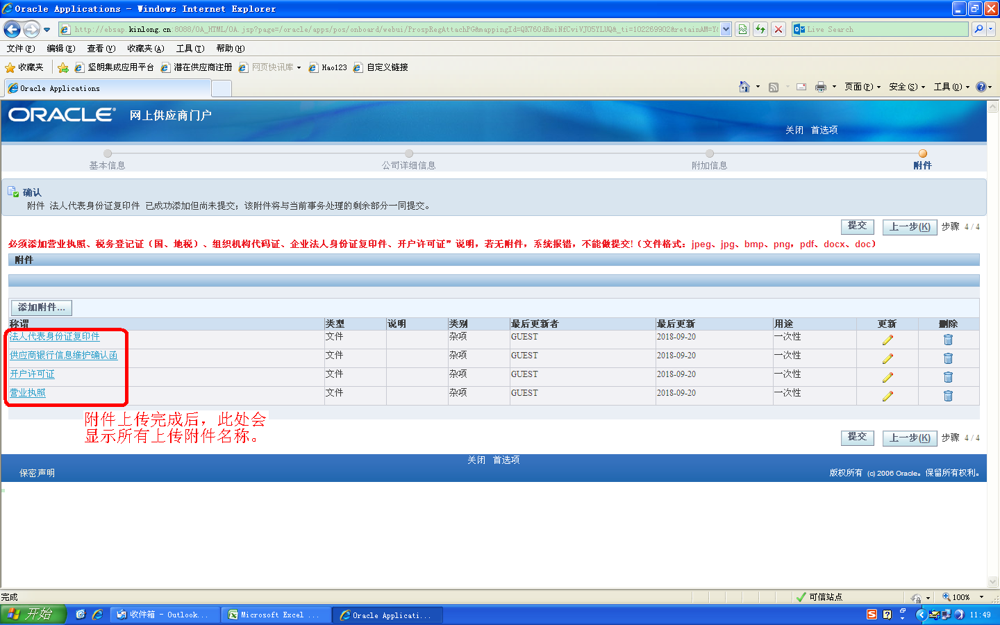 Oracle Applications - Windows Internet Explorer
http://ebsap.kinlong.cn:8088/OA_HTML/OA.jsp?page=/oracle/apps/pos/onboard/webui/ProspRegAttachPG&mappingId=QK76OdRmiNfCviVJO5YLUQ&_ti=102269902&retainAM=Y&
Live Search
文件(F) 编辑(E) 查看(V) 收藏夹(A) 工具(T) 帮助(H)
收藏夹 坚朗集成应用平台 潜在供应商注册 网页快讯库 Hao123 自定义链接
Oracle Applications
页面(P) 安全(S) 工具(O)
ORACLE® 网上供应商门户
关闭 首选项
基本信息 公司详细信息 附加信息 附件
确认
附件 法人代表身份证复印件 已成功添加但尚未提交；该附件将与当前事务处理的剩余部分一同提交。
提交 上一步(K) 步骤 4 / 4
必须添加营业执照、税务登记证（国、地税）、组织机构代码证、企业法人身份证复印件、开户许可证”说明，若无附件，系统报错，不能做提交!（文件格式：jpeg、jpg、bmp、png，pdf、docx、doc）
附件
添加附件...
称谓 类型 说明 类别 最后更新者 最后更新 用途 更新 删除
法人代表身份证复印件 文件 杂项 GUEST 2018-09-20 一次性
供应商银行信息维护确认函 文件 杂项 GUEST 2018-09-20 一次性
开户许可证 文件 杂项 GUEST 2018-09-20 一次性
营业执照 文件 杂项 GUEST 2018-09-20 一次性
附件上传完成后，此处会
显示所有上传附件名称。
提交 上一步(K) 步骤 4 / 4
关闭 首选项
保密声明 版权所有 (c) 2006 Oracle。保留所有权利。
完成 可信站点 100%
开始 收件箱 - Outlook... Microsoft Excel ... Oracle Applicati... 11:49